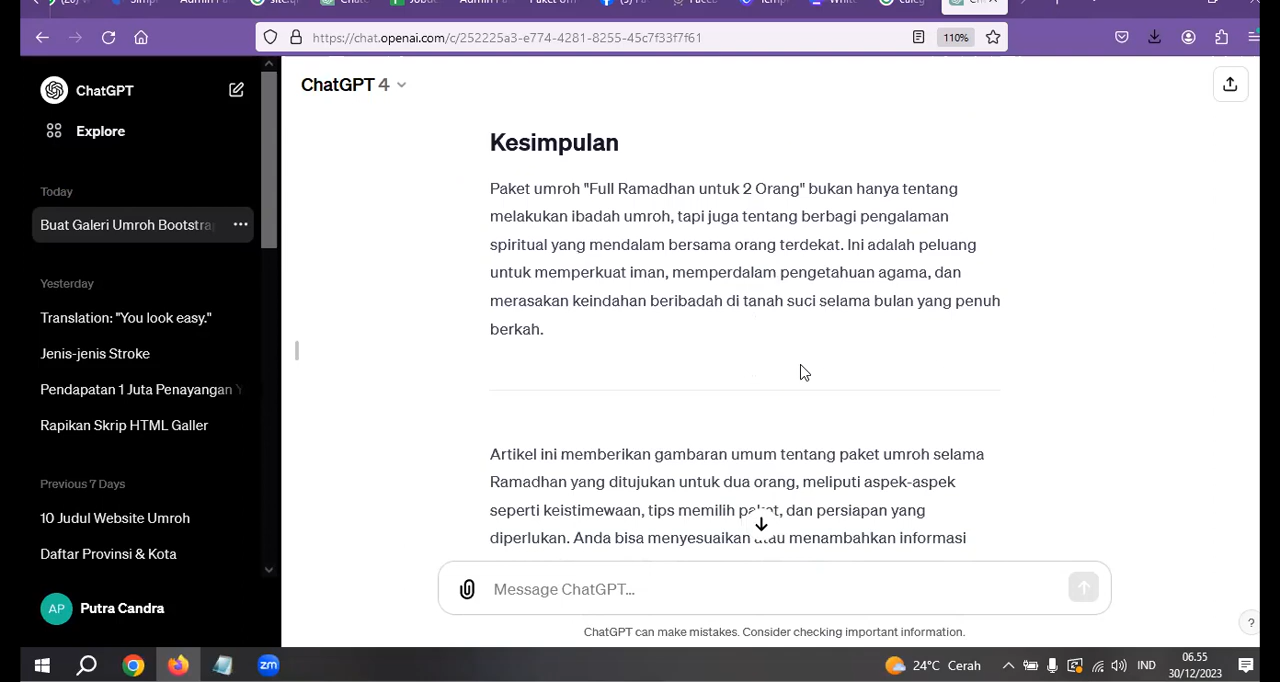 https://chat.openai.com/c/252225a3-e774-4281-8255-45c7f33f7f61
110%
ChatGPT
ChatGPT 4
Explore
Today
Buat Galeri Umroh Bootstra
Yesterday
Translation: "You look easy."
Jenis-jenis Stroke
Pendapatan 1 Juta Penayangan
Rapikan Skrip HTML Galler
Previous 7 Days
10 Judul Website Umroh
Daftar Provinsi & Kota
AP
Putra Candra
Kesimpulan
Paket umroh "Full Ramadhan untuk 2 Orang" bukan hanya tentang
melakukan ibadah umroh, tapi juga tentang berbagi pengalaman
spiritual yang mendalam bersama orang terdekat. Ini adalah peluang
untuk memperkuat iman, memperdalam pengetahuan agama, dan
merasakan keindahan beribadah di tanah suci selama bulan yang penuh
berkah.
Artikel ini memberikan gambaran umum tentang paket umroh selama
Ramadhan yang ditujukan untuk dua orang, meliputi aspek-aspek
seperti keistimewaan, tips memilih paket, dan persiapan yang
diperlukan. Anda bisa menyesuaikan atau menambahkan informasi
Message ChatGPT...
ChatGPT can make mistakes. Consider checking important information.
?
zm
24°C Cerah
IND
06.55
30/12/2023